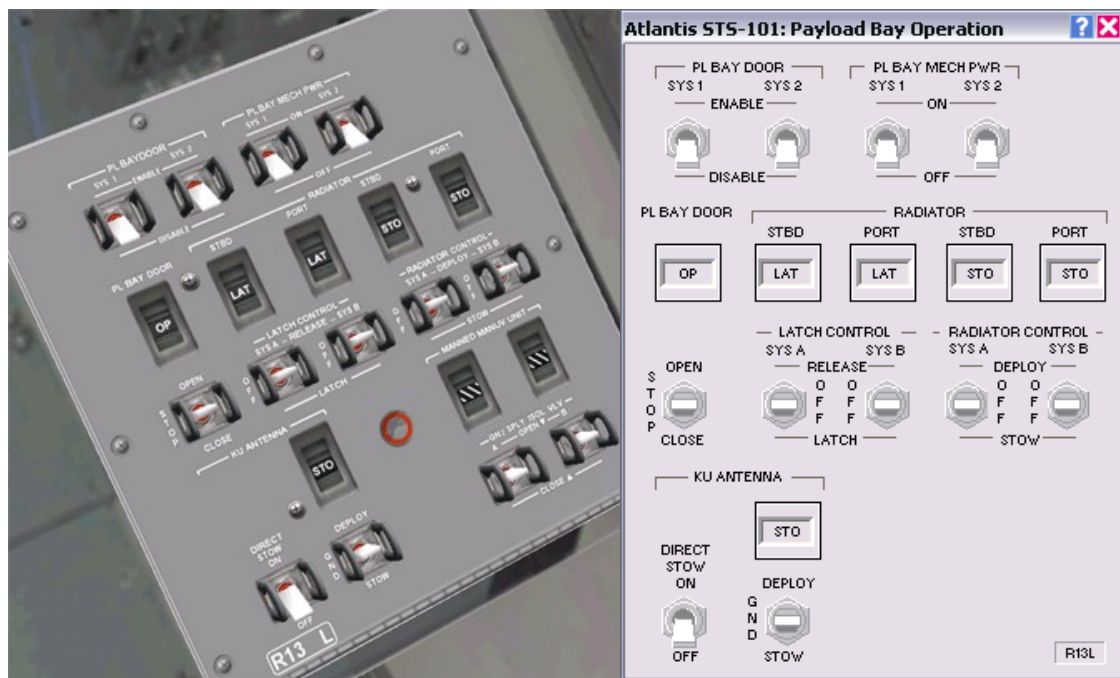 PL BAY MECH PWR
SYS 1 ON SYS 2
OFF
PL BAYDOOR
SYS 1 ENABLE SYS 2
DISABLE
RADIATOR
STBD PORT STBD PORT
LAT LAT STO STO
PL BAY DOOR
OP
RADIATOR CONTROL
SYS A DEPLOY SYS B
OFF OFF
STOW
LATCH CONTROL
SYS A RELEASE SYS B
OFF OFF
LATCH
MANNED MANUV UNIT
OPEN
STOP
CLOSE
GN2 SPLY ISOL VLV
A OPEN ▼ B
CLOSE ▲
KU ANTENNA
STO
DIRECT
STOW
ON
OFF
DEPLOY
GND
STOW
R13 L
Atlantis STS-101: Payload Bay Operation
PL BAY DOOR PL BAY MECH PWR
SYS 1 SYS 2 SYS 1 SYS 2
ENABLE ON
DISABLE OFF
PL BAY DOOR RADIATOR
STBD PORT STBD PORT
OP LAT LAT STO STO
LATCH CONTROL RADIATOR CONTROL
SYS A SYS B SYS A SYS B
OPEN RELEASE DEPLOY
STOP OFF OFF OFF OFF
CLOSE LATCH STOW
KU ANTENNA
STO
DIRECT
STOW
ON DEPLOY
GND
OFF STOW
R13L